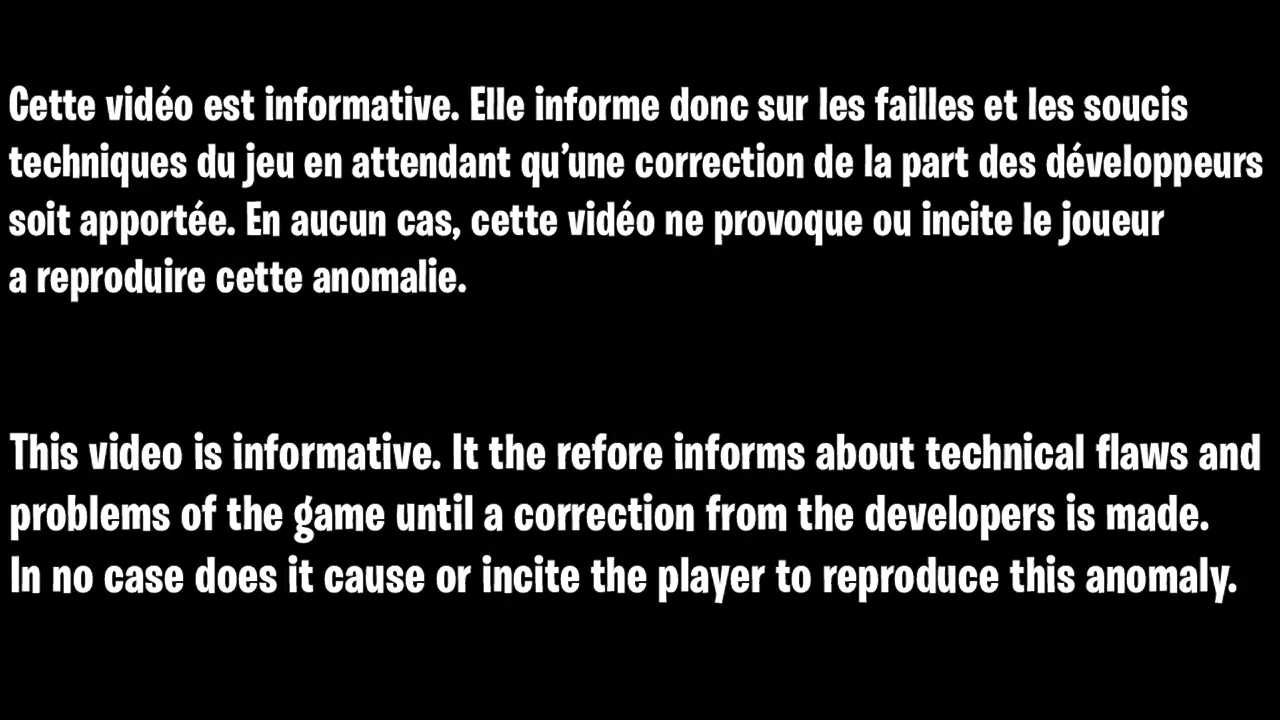 Cette vidéo est informative. Elle informe donc sur les failles et les soucis
techniques du jeu en attendant qu’une correction de la part des développeurs
soit apportée. En aucun cas, cette vidéo ne provoque ou incite le joueur
a reproduire cette anomalie.
This video is informative. It the refore informs about technical flaws and
problems of the game until a correction from the developers is made.
In no case does it cause or incite the player to reproduce this anomaly.